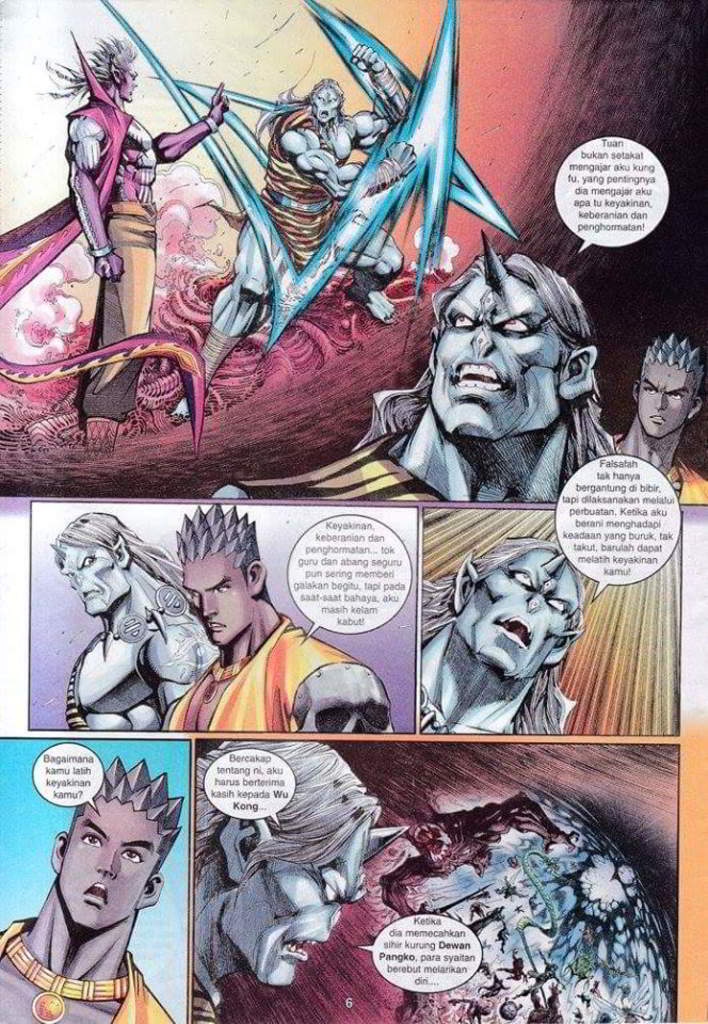 Tuan
bukan setakat
mengajar aku kung
fu, yang pentingnya
dia mengajar aku
apa tu keyakinan,
keberanian dan
penghormatan!
Falsafah
tak hanya
bergantung di bibir,
tapi dilaksanakan melalui
perbuatan. Ketika aku
berani menghadapi
keadaan yang buruk, tak
takut, barulah dapat
kamu!
Keyakinan,
keberanian dan
penghormatan... tok
guru dan abang seguru
pun sering memberi
galakan begitu, tapi pada
saat-saat bahaya, aku
masih kelam
kabut!
Bagaimana
kamu latih
keyakinan
kamu?
Bercakap
tentang ni, aku
harus berterima
kasih kepada Wu
Kong...
Ketika
dia memecahkan
sihir kurung Dewan
Pangko, para syaitan
berebut melarikan
diri....
6